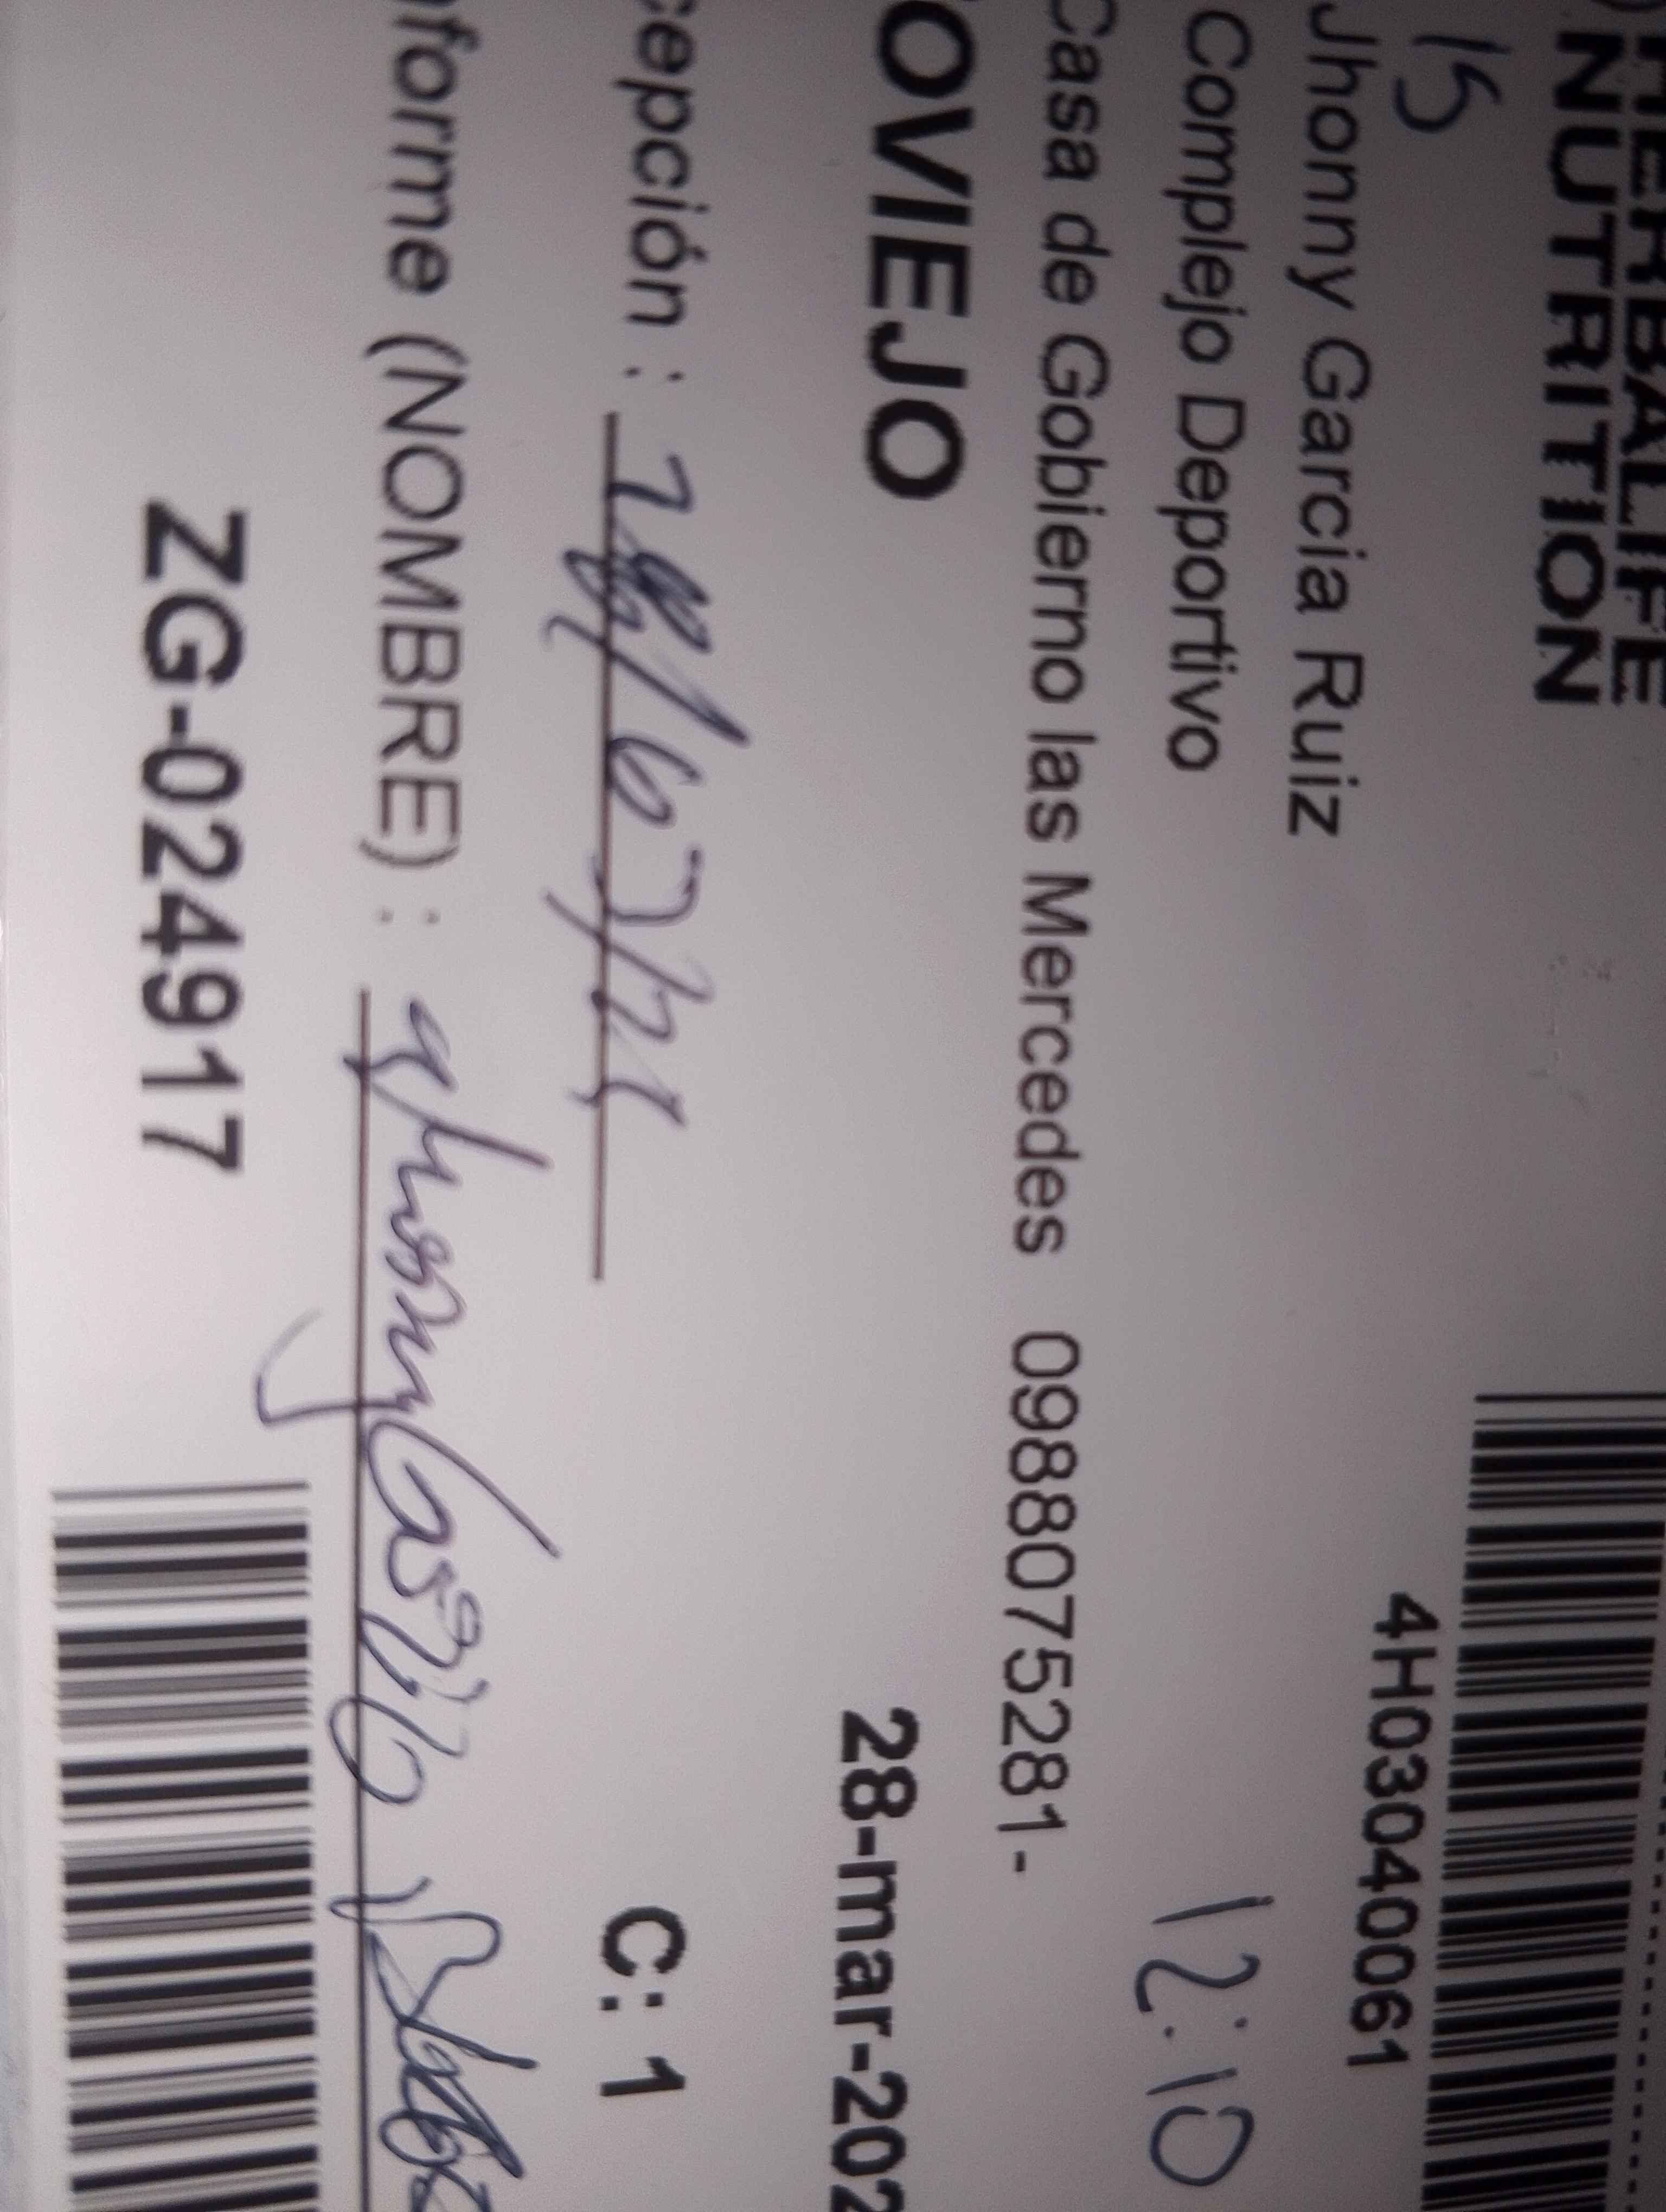 HERBALIFE
NUTRITION
15
4H03040061
Jhonny Garcia Ruiz
Complejo Deportivo
12:10
Casa de Gobierno las Mercedes 0988075281-
OVIEJO
28-mar-202
cepción :
C: 1
nforme (NOMBRE) :
ZG-024917